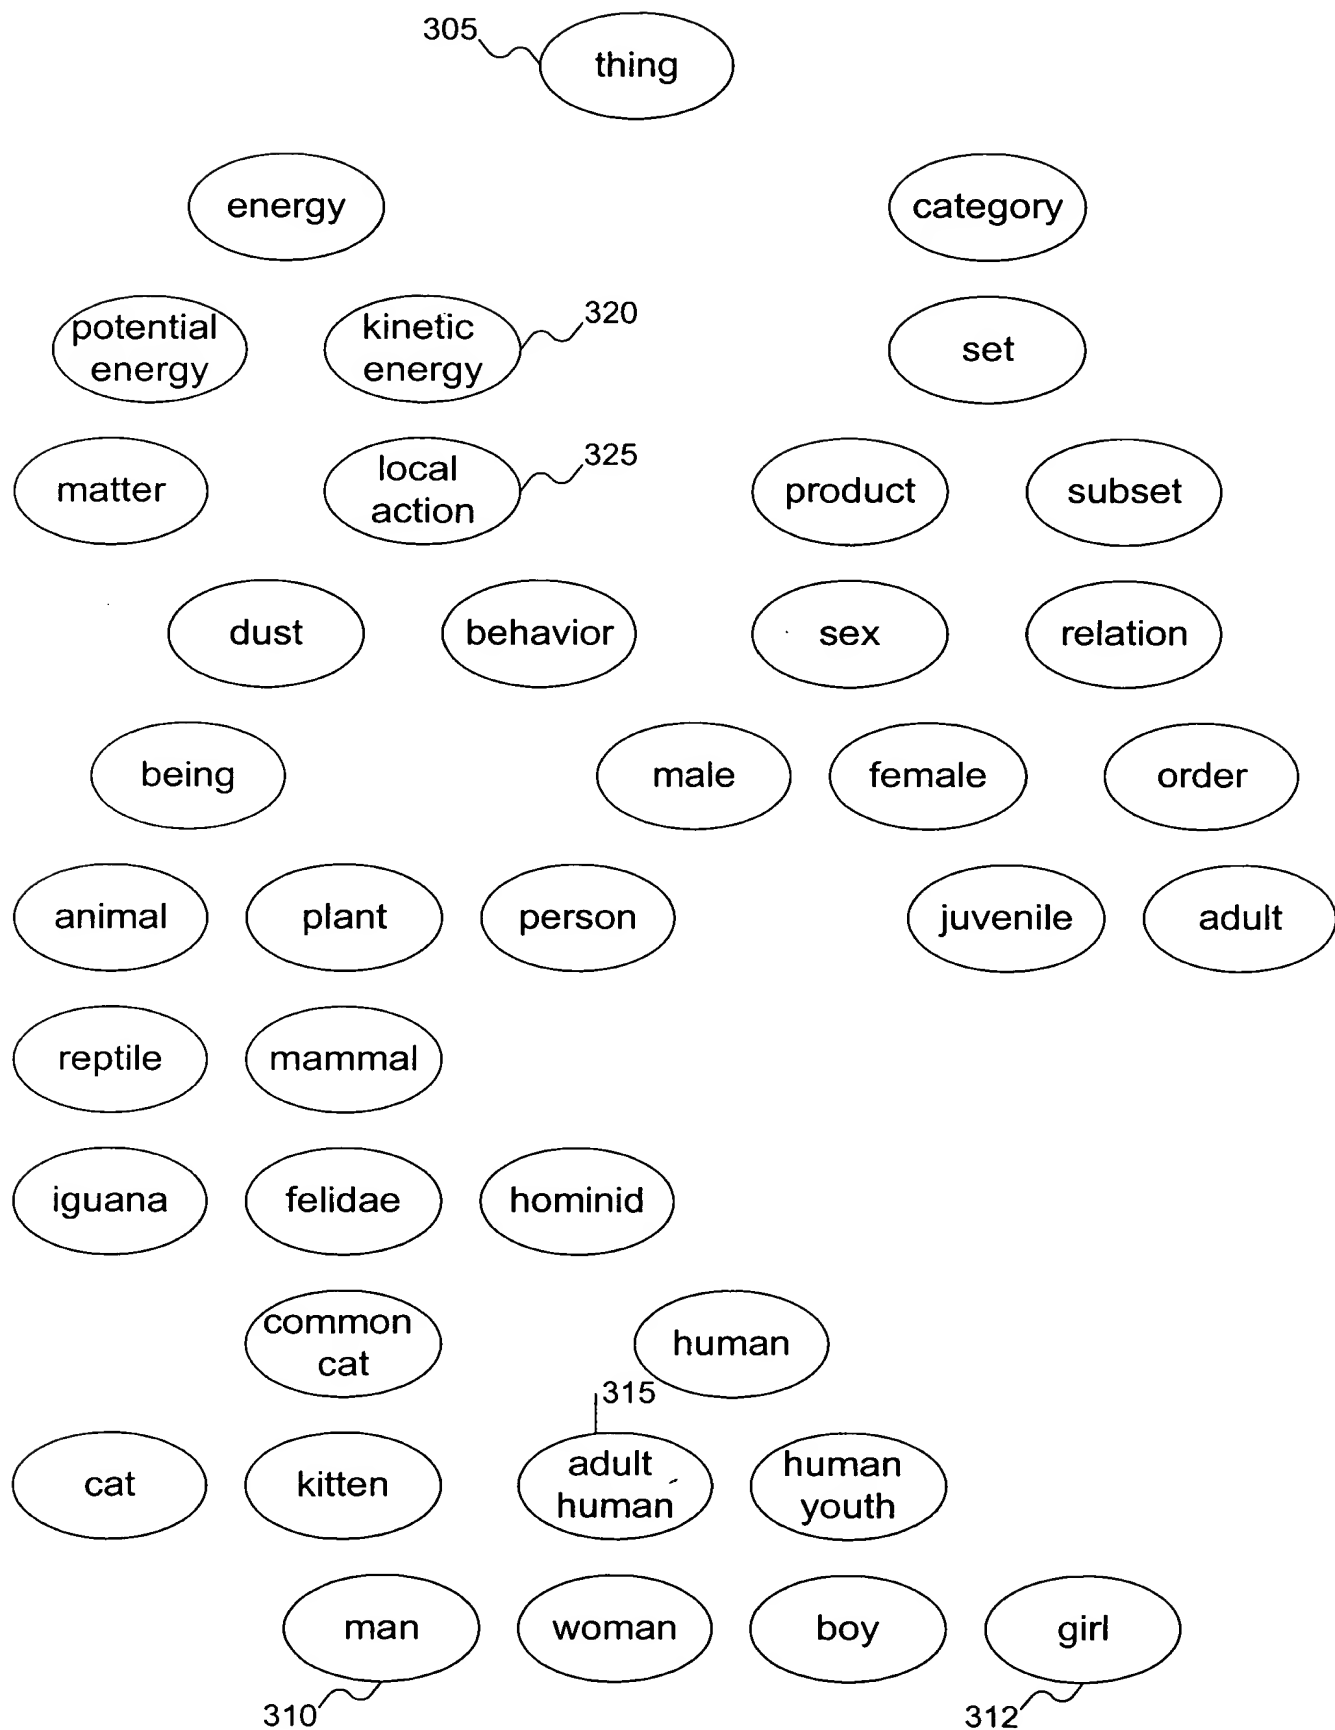 305
thing
energy
category
potential
energy
kinetic
energy
320
set
matter
local
action
325
product
subset
dust
behavior
sex
relation
being
male
female
order
animal
plant
person
juvenile
adult
reptile
mammal
iguana
felidae
hominid
common
cat
human
315
cat
kitten
adult
human
human
youth
man
woman
boy
girl
310
312